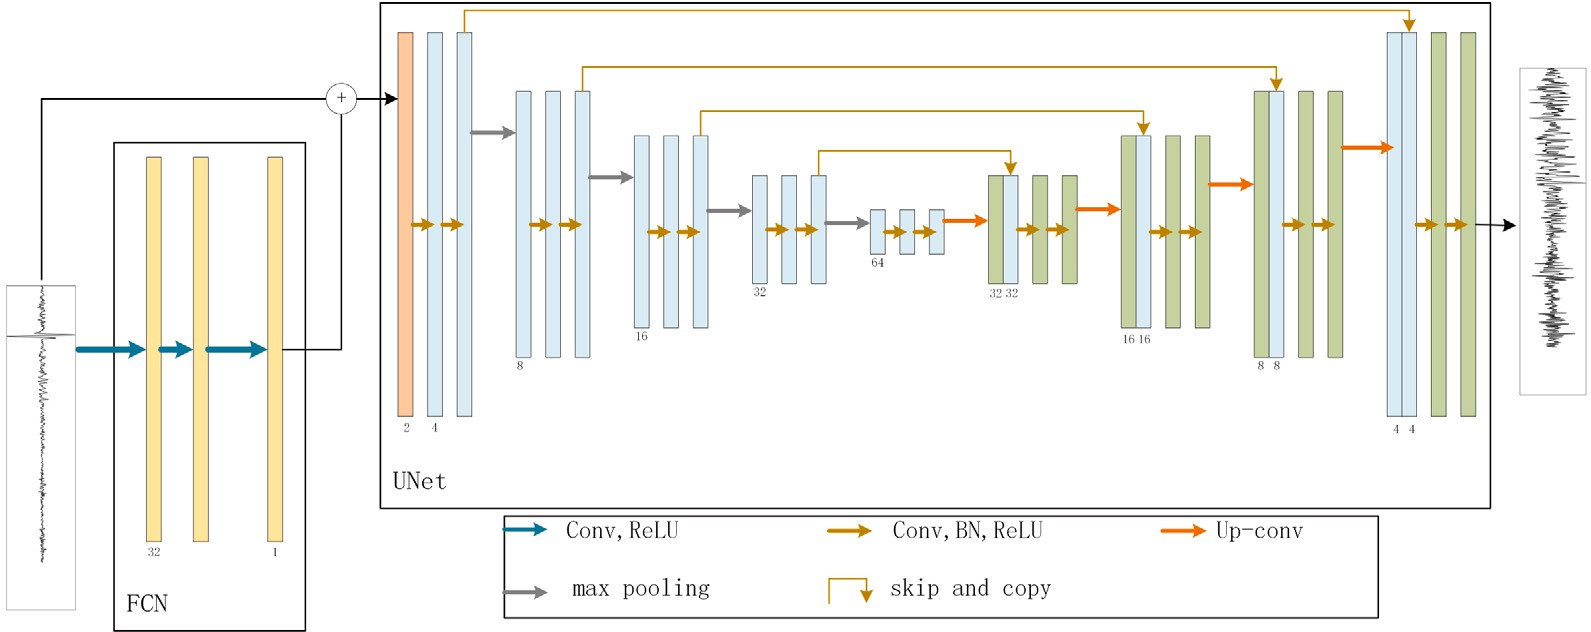 +
2
4
8
16
32
64
32 32
16 16
8 8
4 4
UNet
32
1
FCN
Conv,ReLU
Conv,BN,ReLU
Up-conv
max pooling
skip and copy